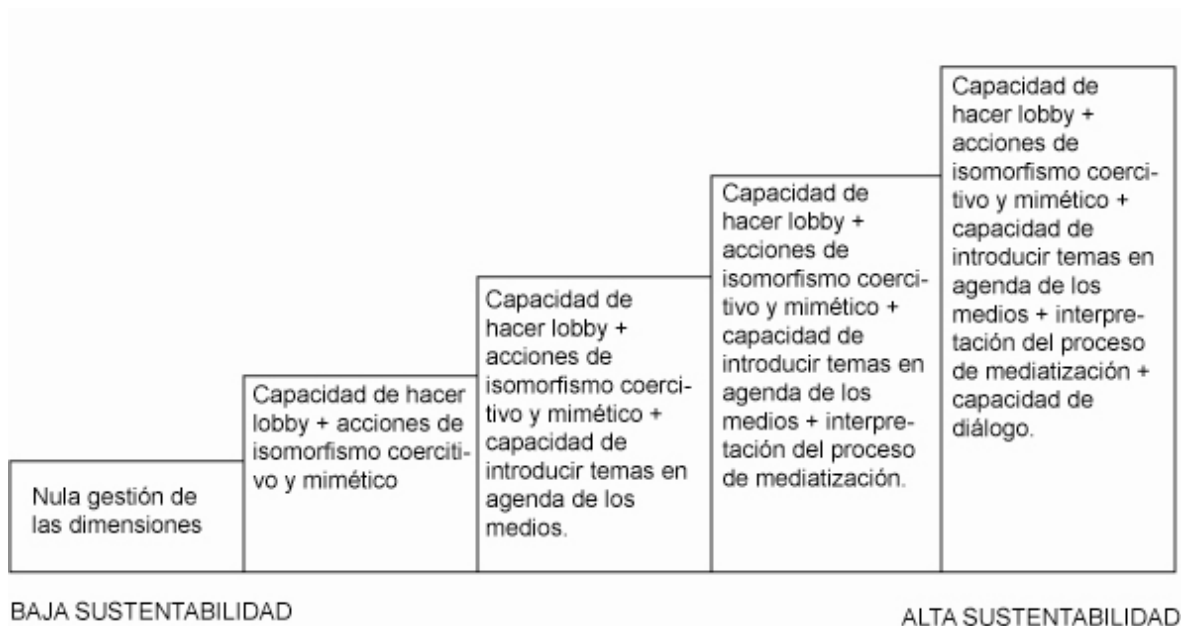 Nula gestión de
las dimensiones
Capacidad de hacer
lobby + acciones de
isomorfismo coerciti-
vo y mimético
Capacidad de
hacer lobby +
acciones de
isomorfismo coerci-
tivo y mimético +
capacidad de
introducir temas en
agenda de los
medios.
Capacidad de
hacer lobby +
acciones de
isomorfismo coerci-
tivo y mimético +
capacidad de
introducir temas en
agenda de los
medios + interpre-
tación del proceso
de mediatización.
Capacidad de
hacer lobby +
acciones de
isomorfismo coerci-
tivo y mimético +
capacidad de
introducir temas en
agenda de los
medios + interpre-
tación del proceso
de mediatización +
capacidad de
diálogo.
BAJA SUSTENTABILIDAD
ALTA SUSTENTABILIDAD